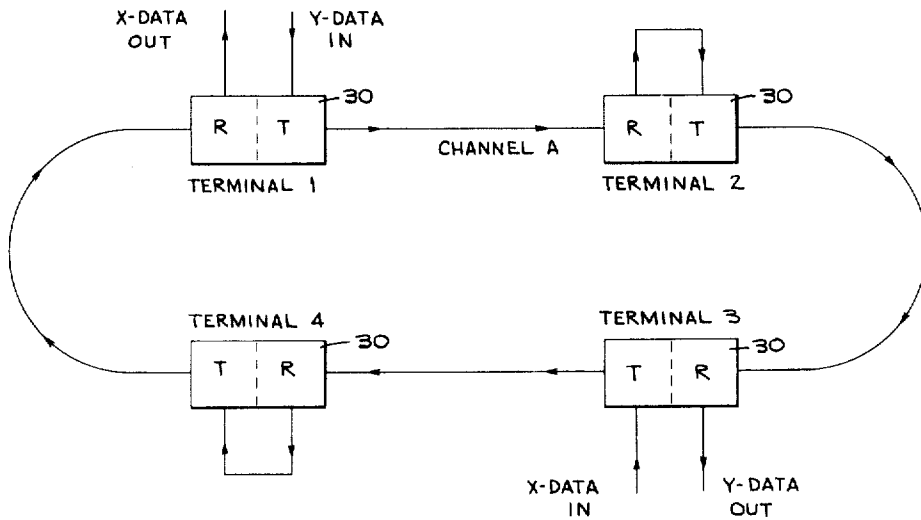 X-DATA
OUT
Y-DATA
IN
30
R T
TERMINAL 1
CHANNEL A
30
R T
TERMINAL 2
TERMINAL 4
30
T R
TERMINAL 3
30
T R
X-DATA
IN
Y-DATA
OUT